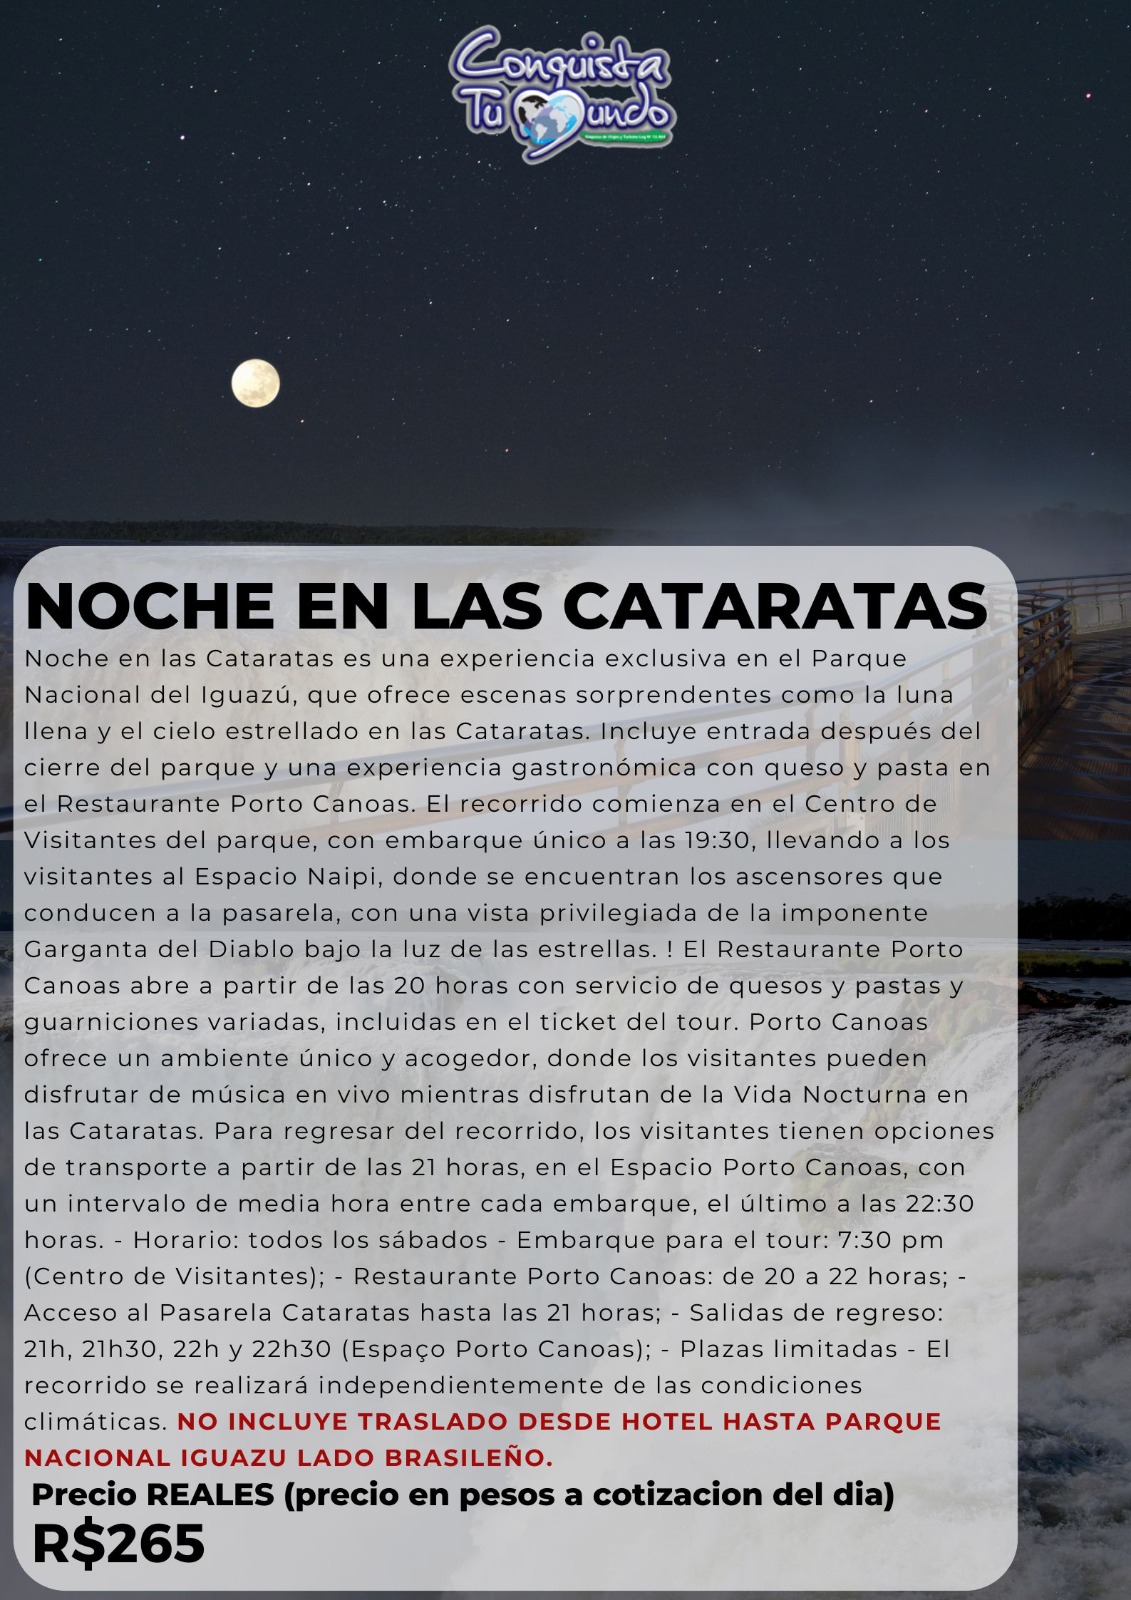 Conquista
Tu Mundo
NOCHE EN LAS CATARATAS
Noche en las Cataratas es una experiencia exclusiva en el Parque
Nacional del Iguazú, que ofrece escenas sorprendentes como la luna
llena y el cielo estrellado en las Cataratas. Incluye entrada después del
cierre del parque y una experiencia gastronómica con queso y pasta en
el Restaurante Porto Canoas. El recorrido comienza en el Centro de
Visitantes del parque, con embarque único a las 19:30, llevando a los
visitantes al Espacio Naipi, donde se encuentran los ascensores que
conducen a la pasarela, con una vista privilegiada de la imponente
Garganta del Diablo bajo la luz de las estrellas. ! El Restaurante Porto
Canoas abre a partir de las 20 horas con servicio de quesos y pastas y
guarniciones variadas, incluidas en el ticket del tour. Porto Canoas
ofrece un ambiente único y acogedor, donde los visitantes pueden
disfrutar de música en vivo mientras disfrutan de la Vida Nocturna en
las Cataratas. Para regresar del recorrido, los visitantes tienen opciones
de transporte a partir de las 21 horas, en el Espacio Porto Canoas, con
un intervalo de media hora entre cada embarque, el último a las 22:30
horas. - Horario: todos los sábados - Embarque para el tour: 7:30 pm
(Centro de Visitantes); - Restaurante Porto Canoas: de 20 a 22 horas; -
Acceso al Pasarela Cataratas hasta las 21 horas; - Salidas de regreso:
21h, 21h30, 22h y 22h30 (Espaço Porto Canoas); - Plazas limitadas - El
recorrido se realizará independientemente de las condiciones
climáticas. NO INCLUYE TRASLADO DESDE HOTEL HASTA PARQUE
NACIONAL IGUAZU LADO BRASILEÑO.
Precio REALES (precio en pesos a cotizacion del dia)
R$265